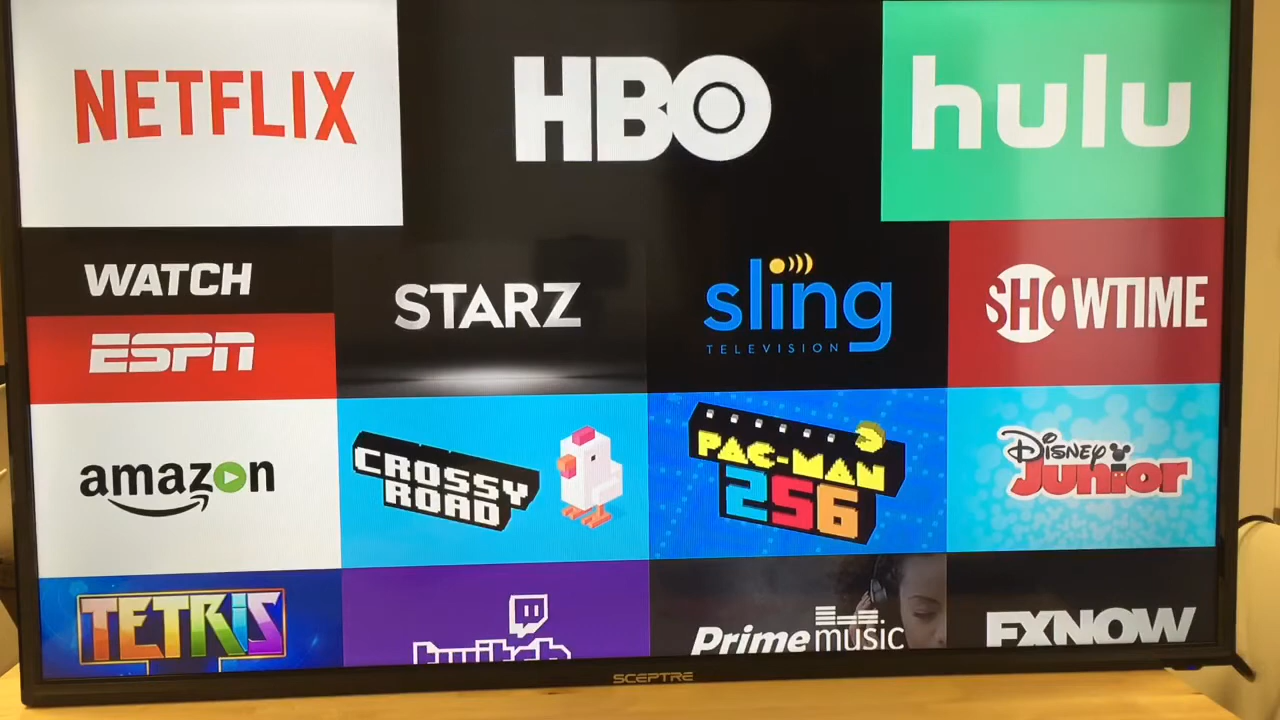 NETFLIX
HBO
hulu
WATCH
ESPN
STARZ
sling
TELEVISION
SHOWTIME
amazon
CROSSY
ROAD
PAC-MAN
256
Disney
Junior
TETRIS
twitch
Prime music
FXNOW
SCEPTRE